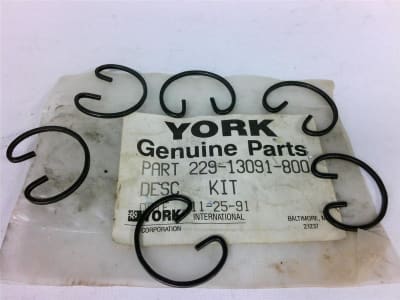 YORK
Genuine Parts
PART 229-13091-800
DESC KIT
11-25-91
YORK INTERNATIONAL
CORPORATION
BALTIMORE,
21237